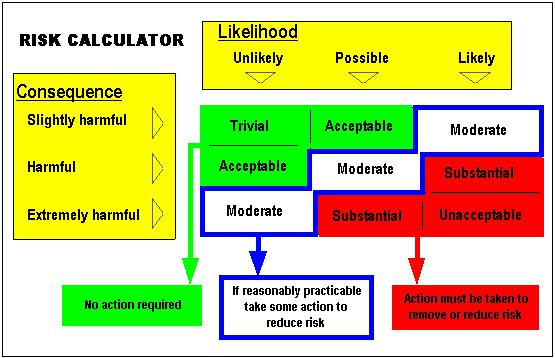 RISK CALCULATOR
Likelihood
Unlikely Possible Likely
Consequence
Slightly harmful Trivial Acceptable Moderate
Harmful Acceptable Moderate Substantial
Extremely harmful Moderate Substantial Unacceptable
No action required
If reasonably practicable
take some action to
reduce risk
Action must be taken to
remove or reduce risk